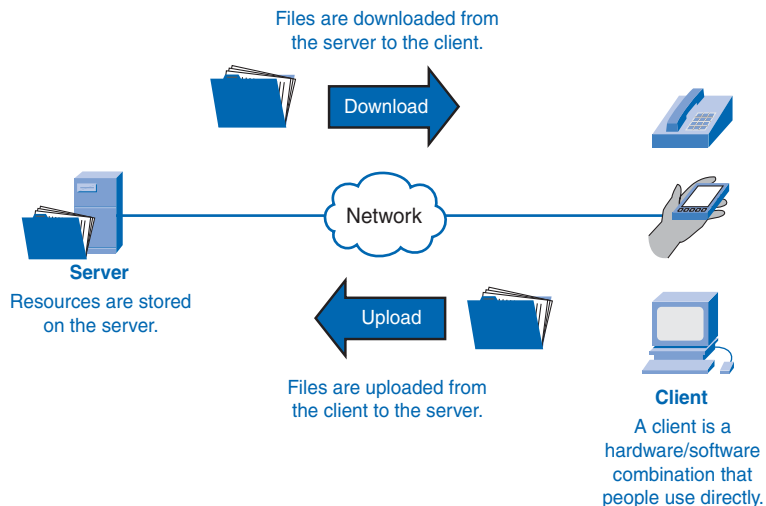 Files are downloaded from
the server to the client.
Download
Network
Server
Resources are stored
on the server.
Upload
Files are uploaded from
the client to the server.
Client
A client is a
hardware/software
combination that
people use directly.